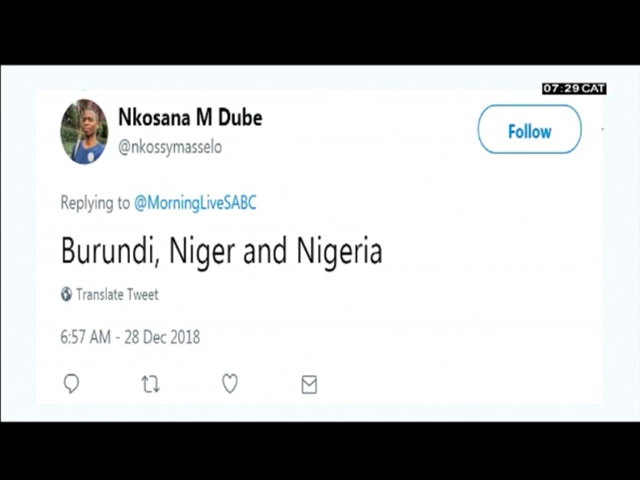 07:29 CAT
Nkosana M Dube
Follow
@nkossymasselo
Replying to @MorningLiveSABC
Burundi, Niger and Nigeria
Translate Tweet
6:57 AM - 28 Dec 2018